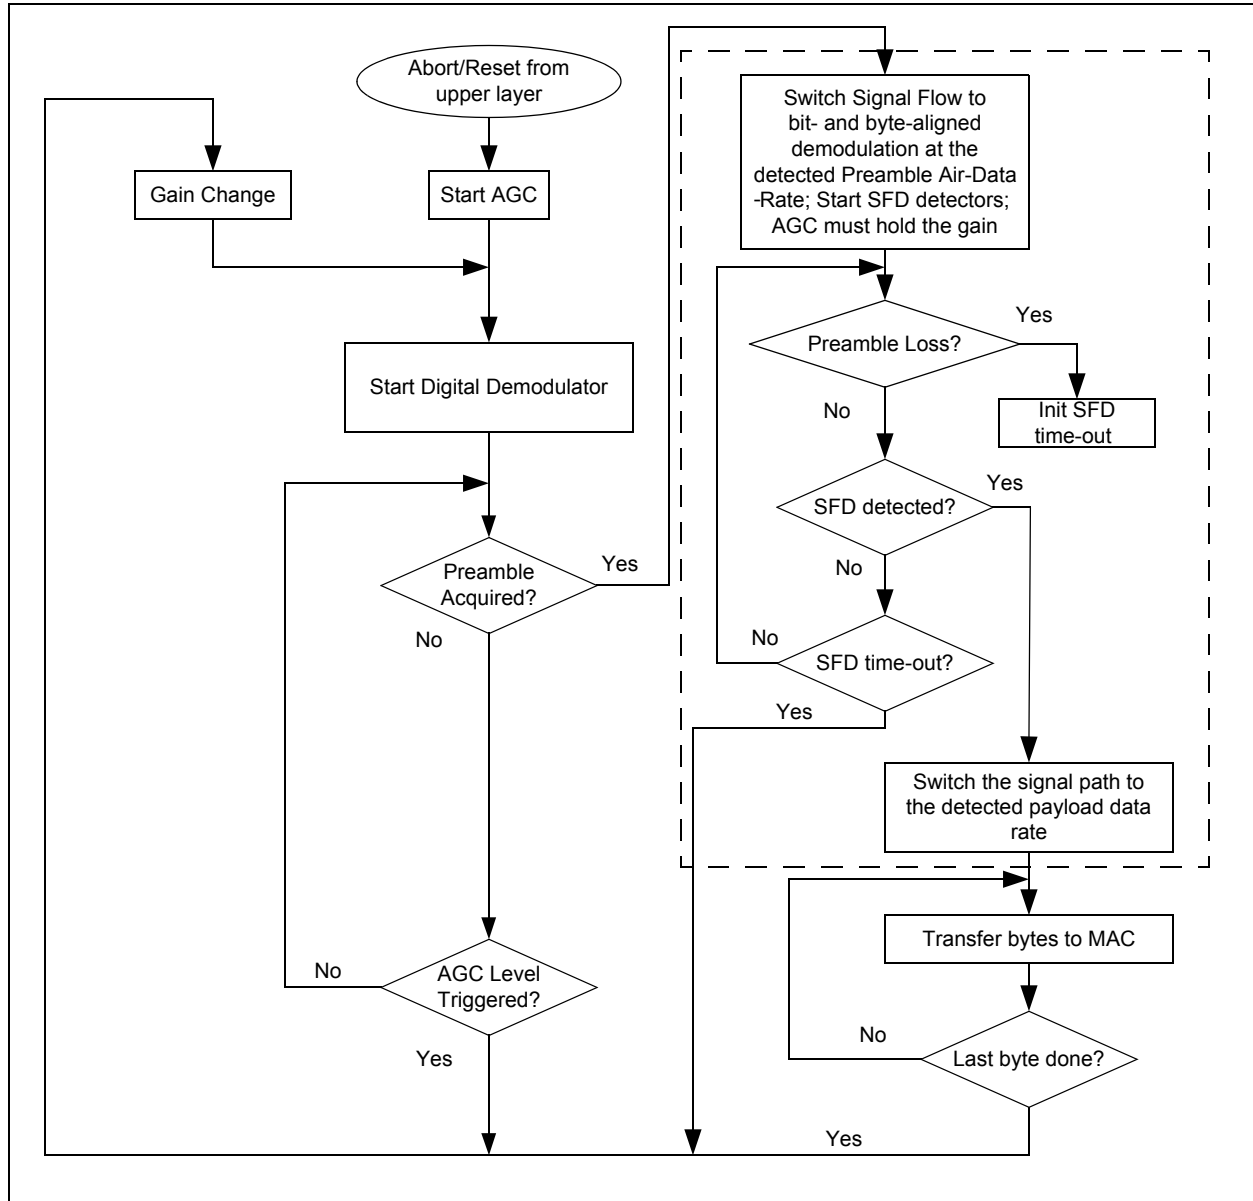 Abort/Reset from
upper layer
Gain Change
Start AGC
Start Digital Demodulator
Preamble
Acquired?
Yes
No
AGC Level
Triggered?
No
Yes
Switch Signal Flow to
bit- and byte-aligned
demodulation at the
detected Preamble Air-Data
-Rate; Start SFD detectors;
AGC must hold the gain
Preamble Loss?
Yes
No
Init SFD
time-out
SFD detected?
Yes
No
SFD time-out?
No
Yes
Switch the signal path to
the detected payload data
rate
Transfer bytes to MAC
Last byte done?
No
Yes